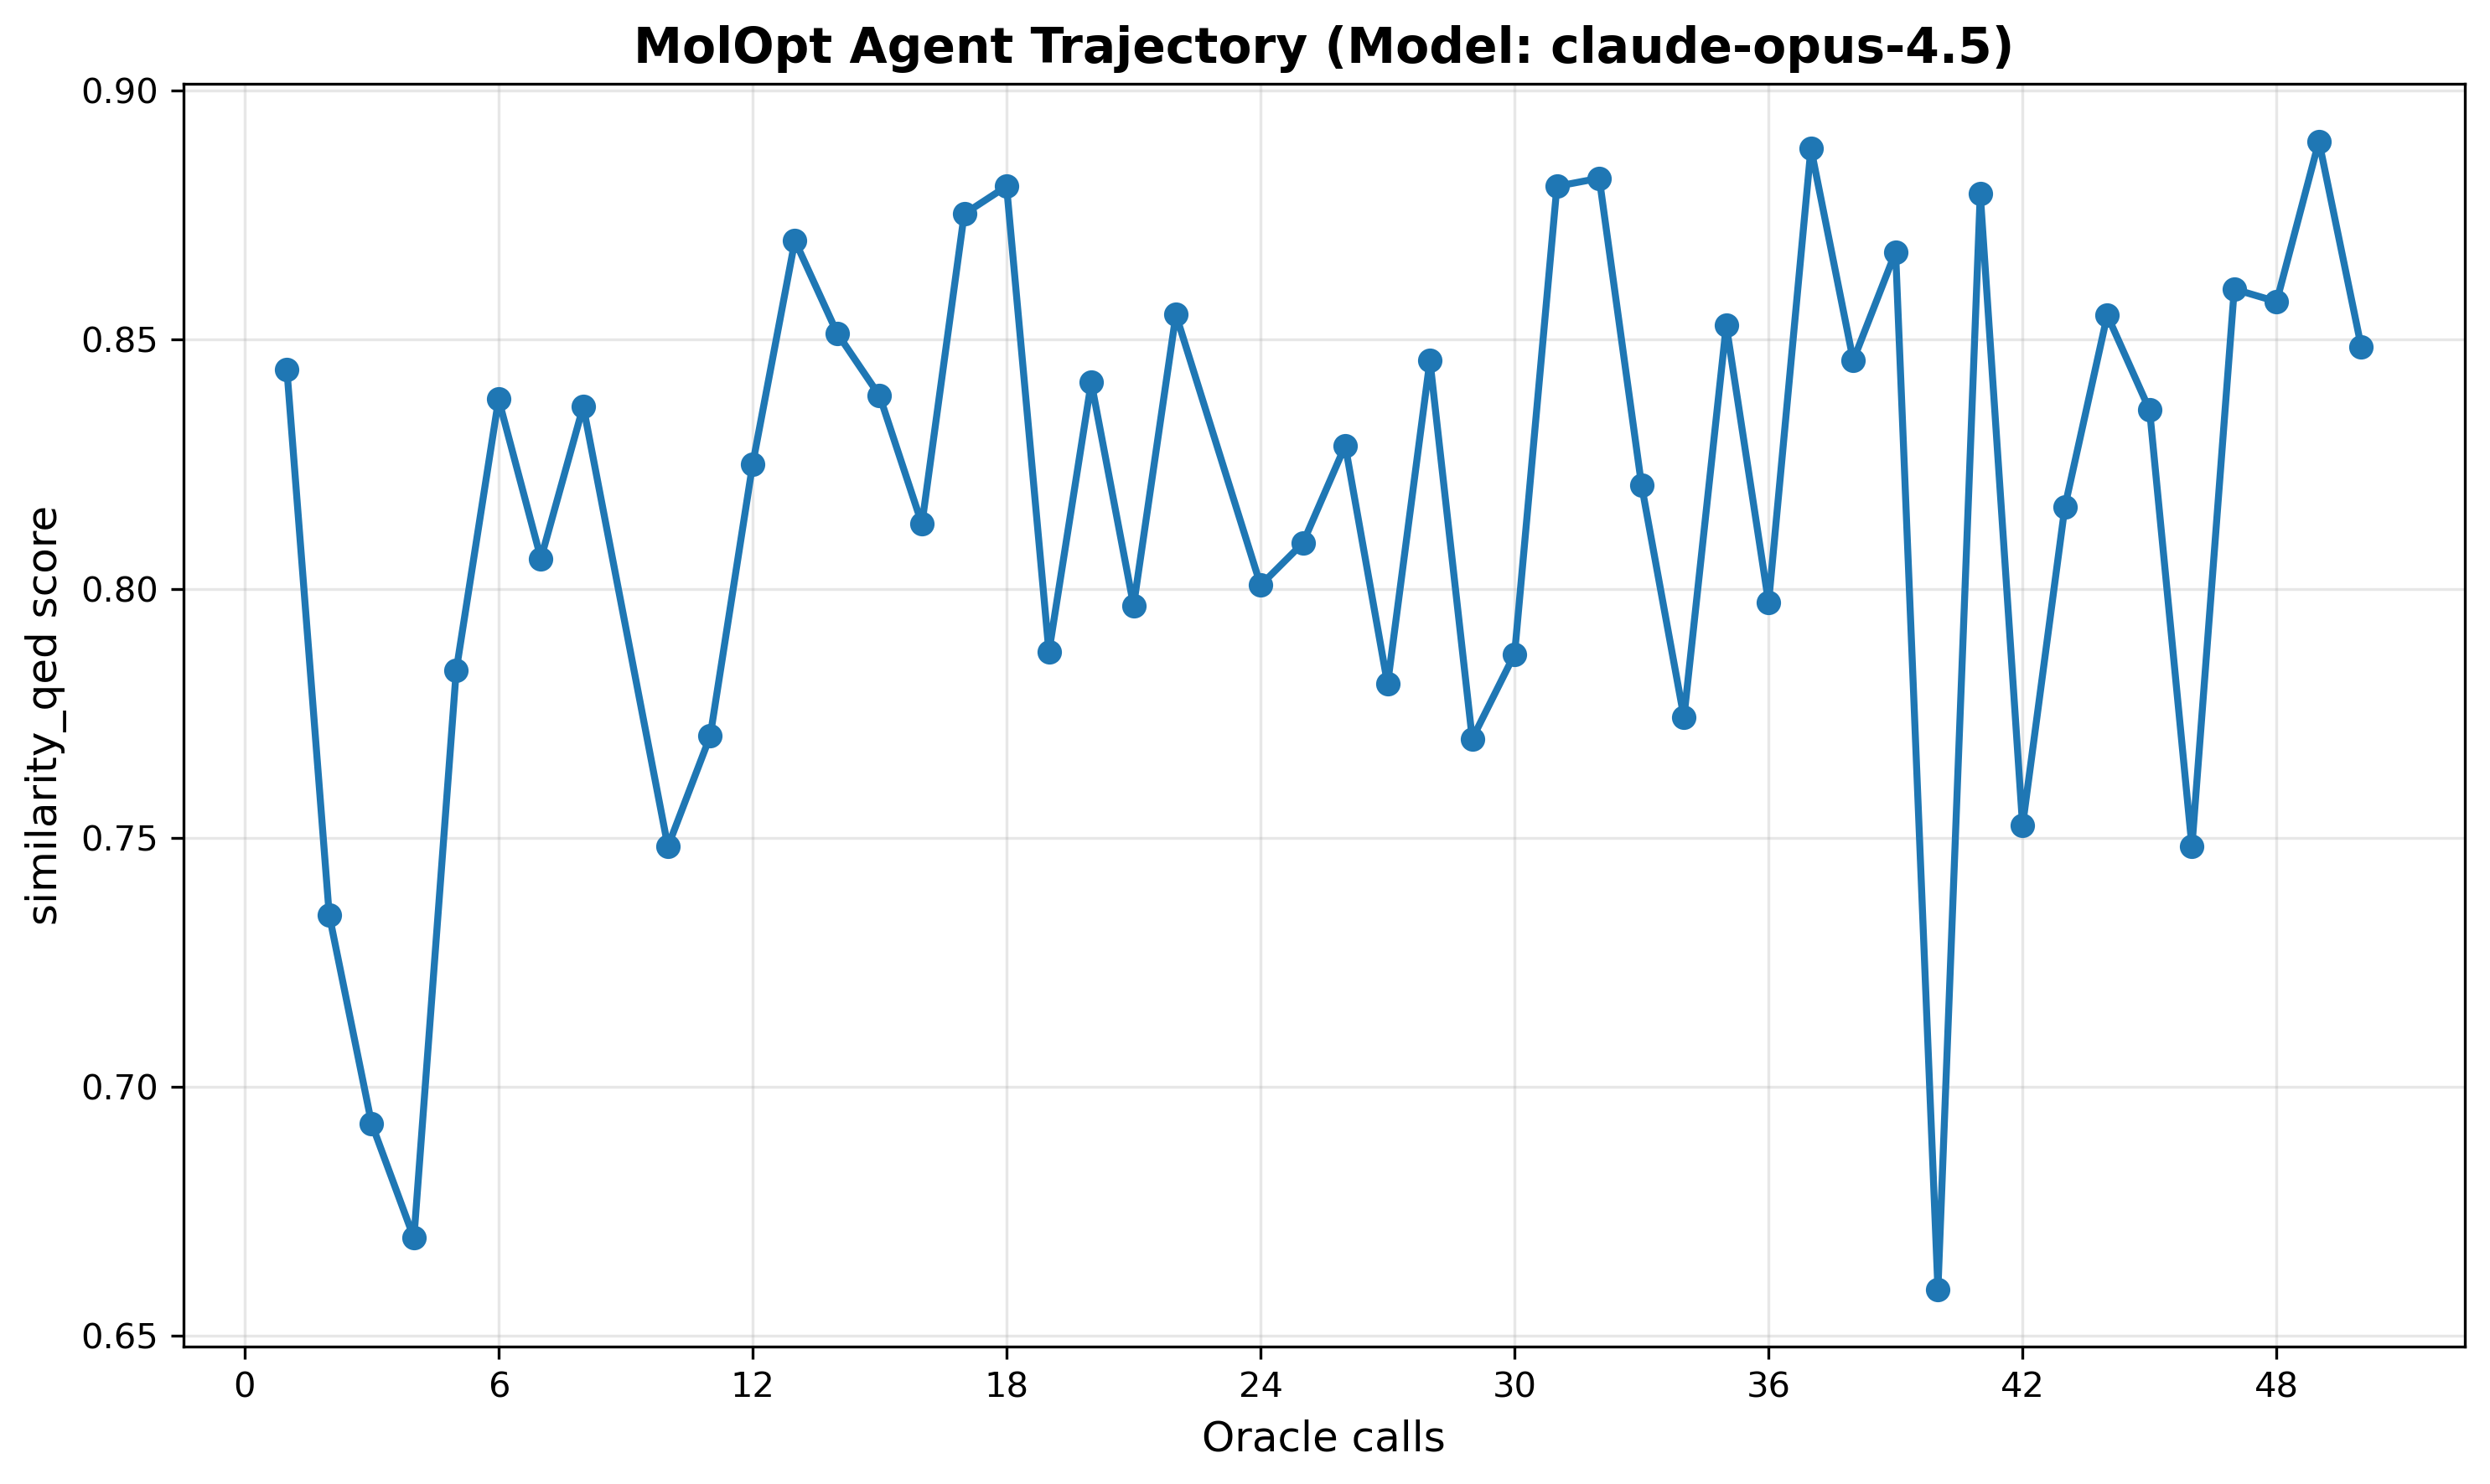 MolOpt Agent Trajectory (Model: claude-opus-4.5)
similarity_qed score
0.90
0.85
0.80
0.75
0.70
0.65
0 6 12 18 24 30 36 42 48
Oracle calls